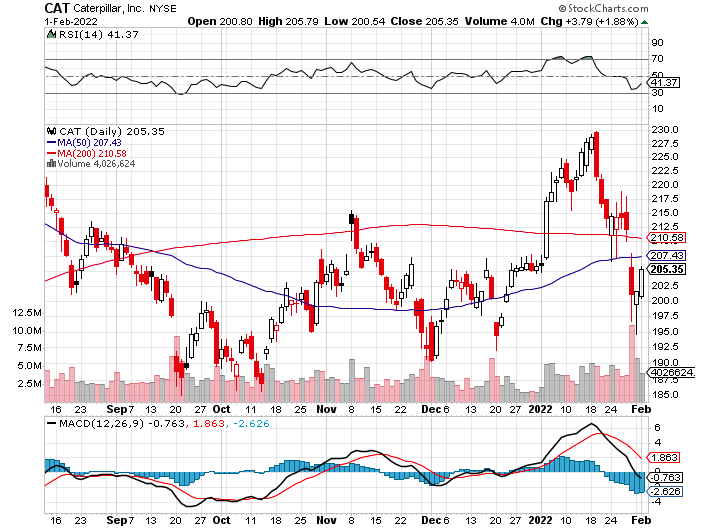 CAT Caterpillar, Inc. NYSE © StockCharts.com
1-Feb-2022 Open 200.80 High 205.79 Low 200.54 Close 205.35 Volume 4.0M Chg +3.79 (+1.88%)
RSI(14) 41.37
90
70
50
41.37
30
10
CAT (Daily) 205.35
MA(50) 207.43
MA(200) 210.58
Volume 4,026,624
230.0
227.5
225.0
222.5
220.0
217.5
215.0
212.5
210.58
207.43
205.35
202.5
200.0
197.5
195.0
192.5
190.0
4026624
187.5
185.0
12.5M
10.0M
7.5M
5.0M
2.5M
16 23 Sep 7 13 20 27 Oct 11 18 25 Nov 8 15 22 Dec 6 13 20 27 2022 10 18 24 Feb
MACD(12,26,9) -0.763, 1.863, -2.626
6
4
1.863
-0.763
-2.626
-4
16 23 Sep 7 13 20 27 Oct 11 18 25 Nov 8 15 22 Dec 6 13 20 27 2022 10 18 24 Feb